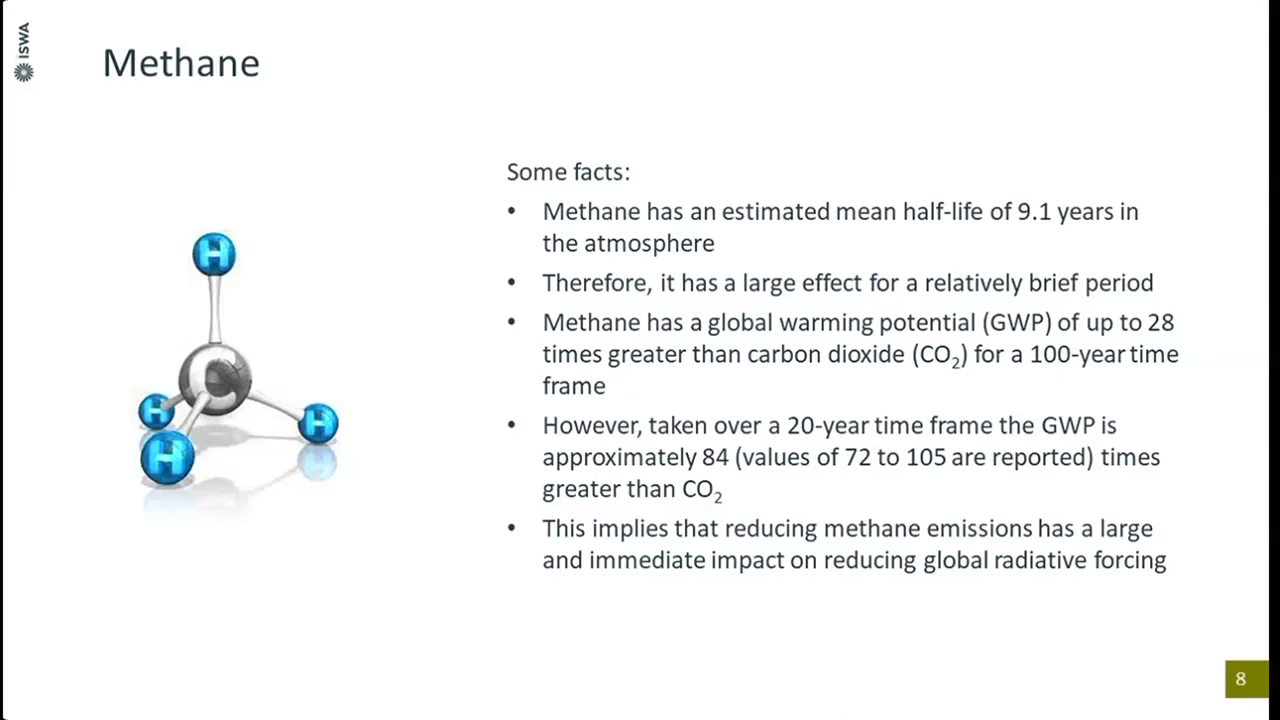 ISWA
Methane
Some facts:
• Methane has an estimated mean half-life of 9.1 years in
the atmosphere
• Therefore, it has a large effect for a relatively brief period
• Methane has a global warming potential (GWP) of up to 28
times greater than carbon dioxide (CO₂) for a 100-year time
frame
• However, taken over a 20-year time frame the GWP is
approximately 84 (values of 72 to 105 are reported) times
greater than CO₂
• This implies that reducing methane emissions has a large
and immediate impact on reducing global radiative forcing
H
H
H
H
8